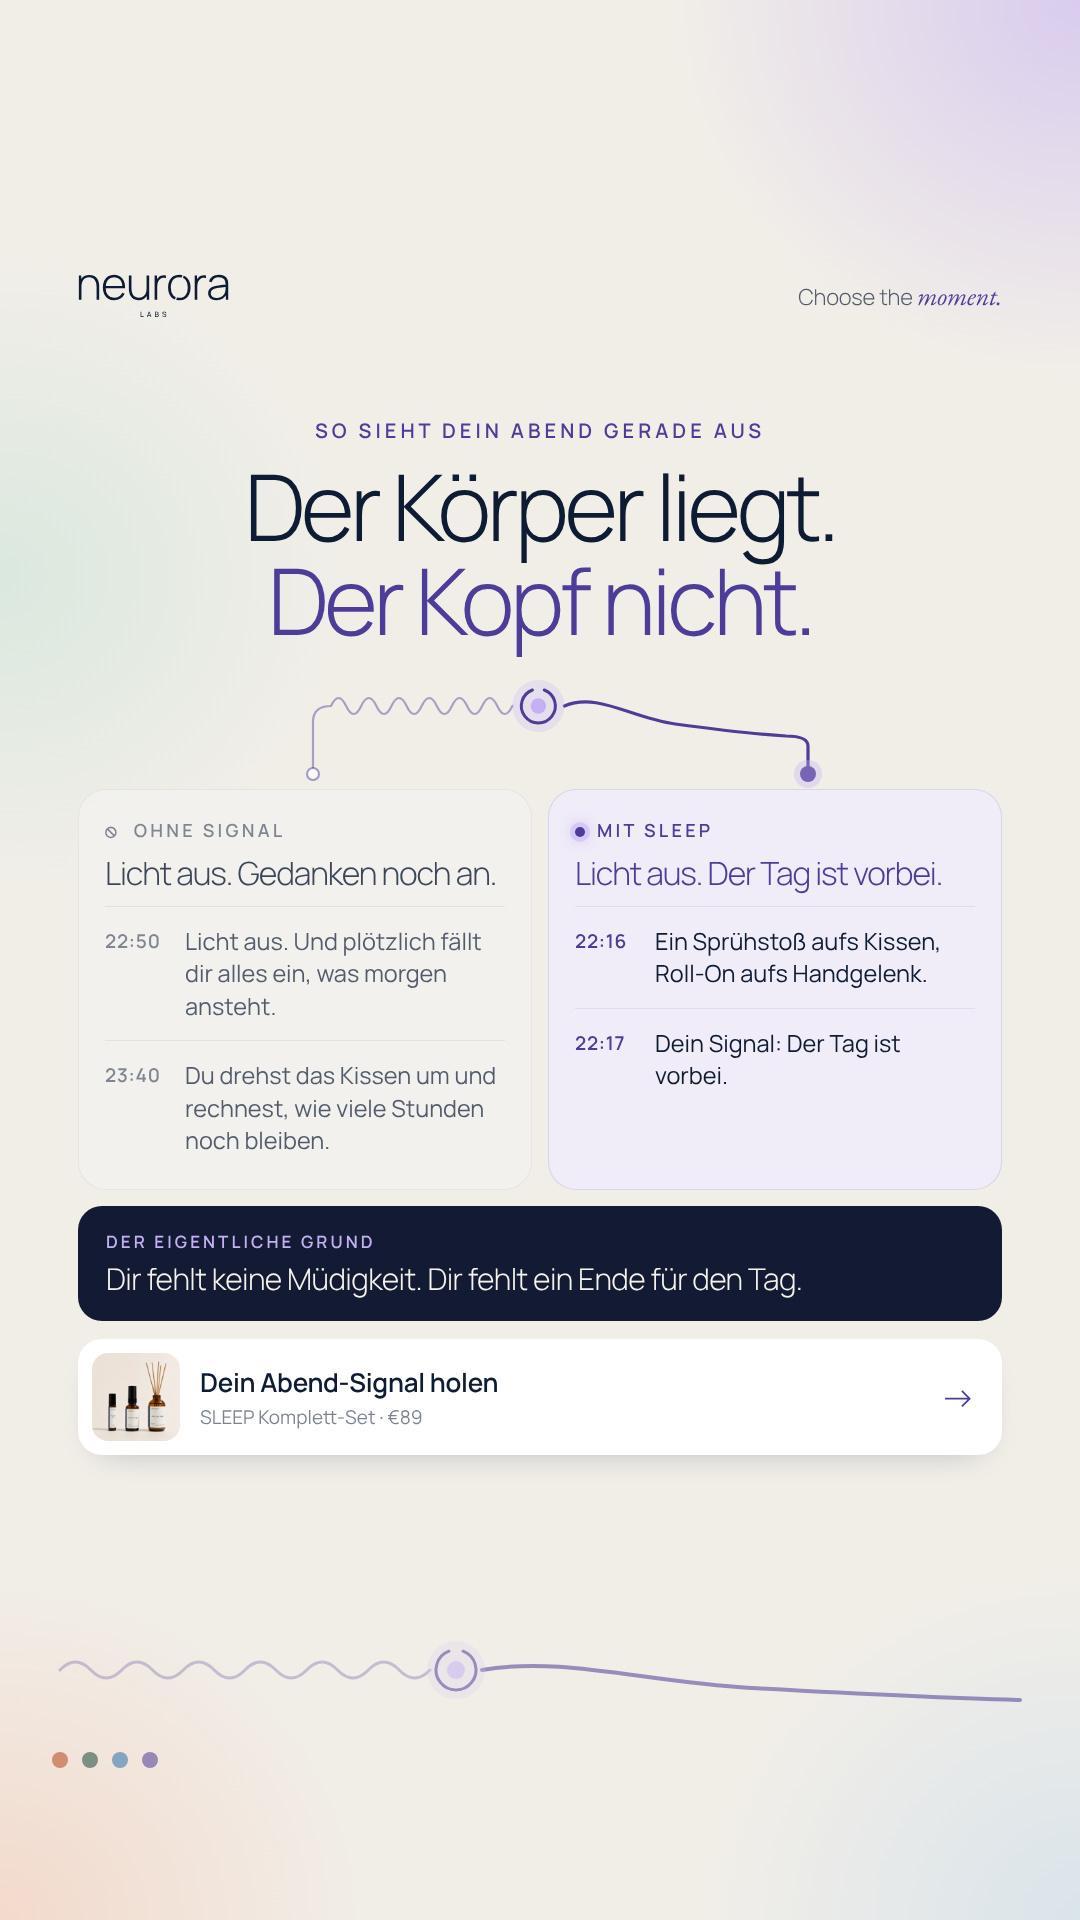 neurora
LABS
Choose the moment.
SO SIEHT DEIN ABEND GERADE AUS
Der Körper liegt.
Der Kopf nicht.
OHNE SIGNAL
Licht aus. Gedanken noch an.
22:50 Licht aus. Und plötzlich fällt
dir alles ein, was morgen
ansteht.
23:40 Du drehst das Kissen um und
rechnest, wie viele Stunden
noch bleiben.
MIT SLEEP
Licht aus. Der Tag ist vorbei.
22:16 Ein Sprühstoß aufs Kissen,
Roll-On aufs Handgelenk.
22:17 Dein Signal: Der Tag ist
vorbei.
DER EIGENTLICHE GRUND
Dir fehlt keine Müdigkeit. Dir fehlt ein Ende für den Tag.
Dein Abend-Signal holen
SLEEP Komplett-Set · €89